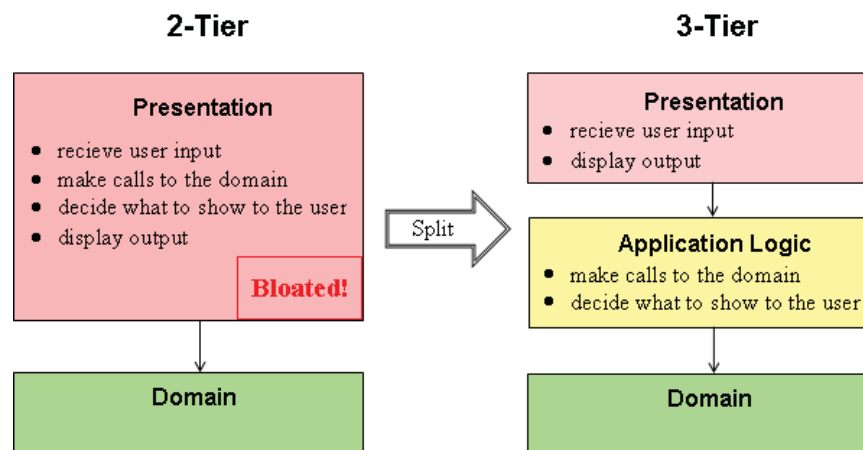 2-Tier
Presentation
• recieve user input
• make calls to the domain
• decide what to show to the user
• display output
Bloated!
Domain
Split
3-Tier
Presentation
• recieve user input
• display output
Application Logic
• make calls to the domain
• decide what to show to the user
Domain